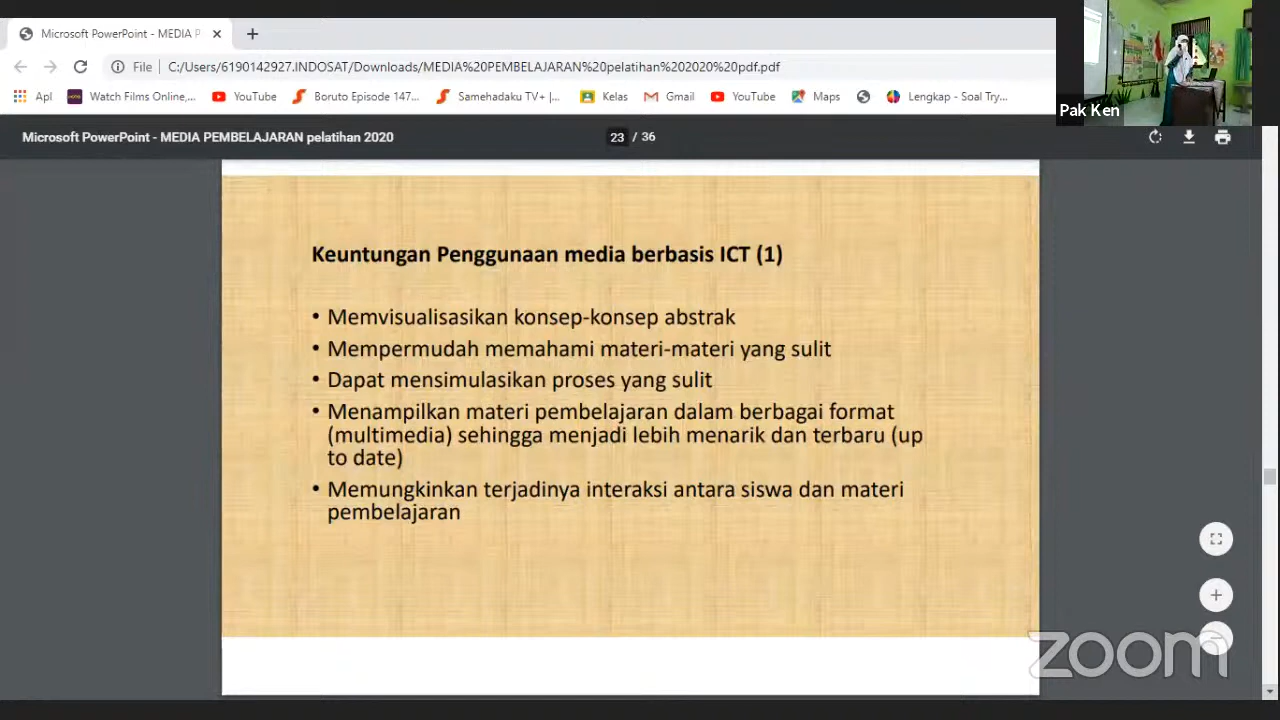 Microsoft PowerPoint - MEDIA P
File
C:/Users/6190142927.INDOSAT/Downloads/MEDIA%20PEMBELAJARAN%20pelatihan%202020%20pdf.pdf
Apl
Watch Films Online,...
YouTube
Boruto Episode 147...
Samehadaku TV+ |...
Kelas
Gmail
YouTube
Maps
Lengkap - Soal Try...
Pak Ken
Microsoft PowerPoint - MEDIA PEMBELAJARAN pelatihan 2020
23 / 36
Keuntungan Penggunaan media berbasis ICT (1)
• Memvisualisasikan konsep-konsep abstrak
• Mempermudah memahami materi-materi yang sulit
• Dapat mensimulasikan proses yang sulit
• Menampilkan materi pembelajaran dalam berbagai format
(multimedia) sehingga menjadi lebih menarik dan terbaru (up
to date)
• Memungkinkan terjadinya interaksi antara siswa dan materi
pembelajaran
zoom